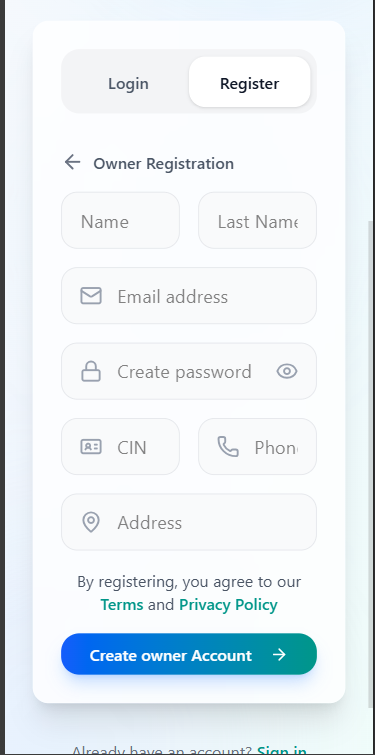 Login Register
Owner Registration
Name Last Name
Email address
Create password
CIN Phon
Address
By registering, you agree to our
Terms and Privacy Policy
Create owner Account
Already have an account? Sign in